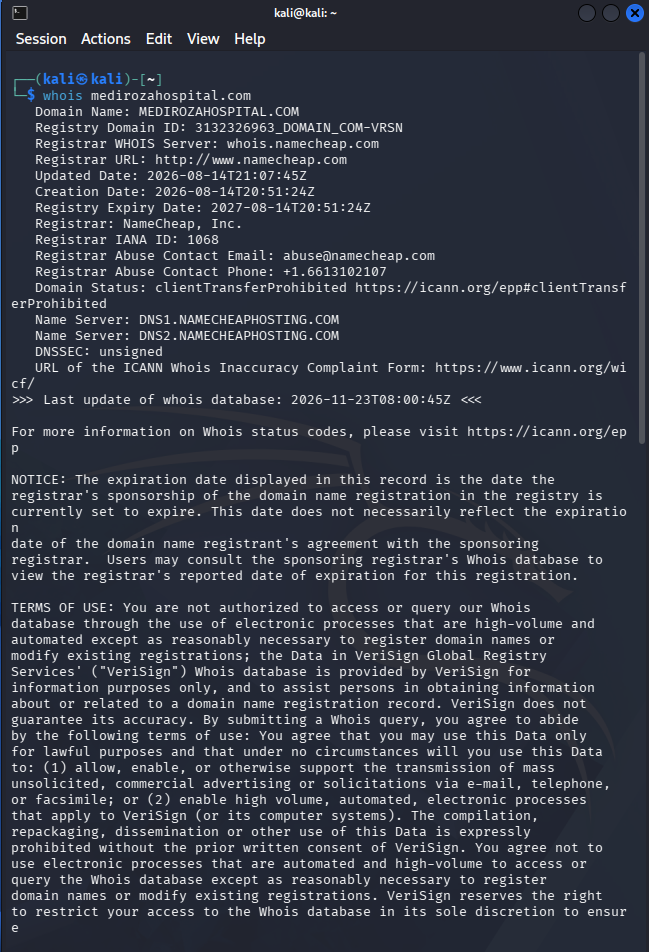 kali@kali: ~
Session Actions Edit View Help
┌──(kali㉿kali)-[~]
└─$ whois medirozahospital.com
Domain Name: MEDIROZAHOSPITAL.COM
Registry Domain ID: 3132326963_DOMAIN_COM-VRSN
Registrar WHOIS Server: whois.namecheap.com
Registrar URL: http://www.namecheap.com
Updated Date: 2026-08-14T21:07:45Z
Creation Date: 2026-08-14T20:51:24Z
Registry Expiry Date: 2027-08-14T20:51:24Z
Registrar: NameCheap, Inc.
Registrar IANA ID: 1068
Registrar Abuse Contact Email: abuse@namecheap.com
Registrar Abuse Contact Phone: +1.6613102107
Domain Status: clientTransferProhibited https://icann.org/epp#clientTransf
erProhibited
Name Server: DNS1.NAMECHEAPHOSTING.COM
Name Server: DNS2.NAMECHEAPHOSTING.COM
DNSSEC: unsigned
URL of the ICANN Whois Inaccuracy Complaint Form: https://www.icann.org/wi
cf/
>>> Last update of whois database: 2026-11-23T08:00:45Z <<<
For more information on Whois status codes, please visit https://icann.org/ep
p
NOTICE: The expiration date displayed in this record is the date the
registrar's sponsorship of the domain name registration in the registry is
currently set to expire. This date does not necessarily reflect the expiratio
n
date of the domain name registrant's agreement with the sponsoring
registrar.  Users may consult the sponsoring registrar's Whois database to
view the registrar's reported date of expiration for this registration.
TERMS OF USE: You are not authorized to access or query our Whois
database through the use of electronic processes that are high-volume and
automated except as reasonably necessary to register domain names or
modify existing registrations; the Data in VeriSign Global Registry
Services' ("VeriSign") Whois database is provided by VeriSign for
information purposes only, and to assist persons in obtaining information
about or related to a domain name registration record. VeriSign does not
guarantee its accuracy. By submitting a Whois query, you agree to abide
by the following terms of use: You agree that you may use this Data only
for lawful purposes and that under no circumstances will you use this Data
to: (1) allow, enable, or otherwise support the transmission of mass
unsolicited, commercial advertising or solicitations via e-mail, telephone,
or facsimile; or (2) enable high volume, automated, electronic processes
that apply to VeriSign (or its computer systems). The compilation,
repackaging, dissemination or other use of this Data is expressly
prohibited without the prior written consent of VeriSign. You agree not to
use electronic processes that are automated and high-volume to access or
query the Whois database except as reasonably necessary to register
domain names or modify existing registrations. VeriSign reserves the right
to restrict your access to the Whois database in its sole discretion to ensur
e